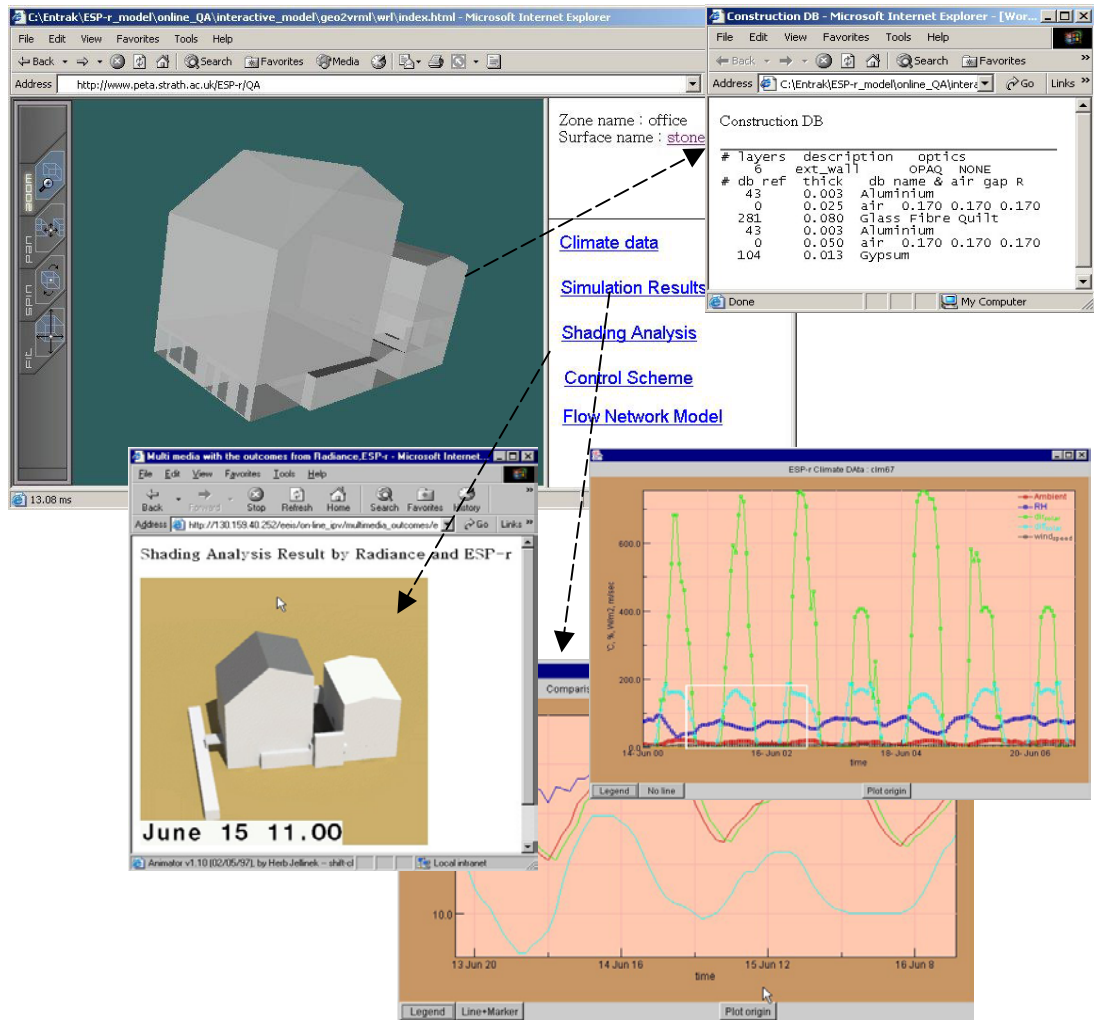 C:\Entrak\ESP-r_model\online_QA\interactive_model\geo2vrml\wrl\index.html - Microsoft Internet Explorer
File Edit View Favorites Tools Help
Back Search Favorites Media
Address http://www.peta.strath.ac.uk/ESP-r/QA
zoom
pan
spin
Fit
Zone name : office
Surface name : stone
Climate data
Simulation Results
Shading Analysis
Control Scheme
Flow Network Model
13.08 ms
Construction DB - Microsoft Internet Explorer - [Wor...
File Edit View Favorites Tools Help
Back Search Favorites »
Address C:\Entrak\ESP-r_model\online_QA\intera Go Links »
Construction DB
# layers description optics
6 ext_wall OPAQ NONE
# db ref thick db name & air gap R
43 0.003 Aluminium
0 0.025 air 0.170 0.170 0.170
281 0.080 Glass Fibre Quilt
43 0.003 Aluminium
0 0.050 air 0.170 0.170 0.170
104 0.013 Gypsum
Done My Computer
Multi media with the outcomes from Radiance,ESP-r - Microsoft Internet...
File Edit View Favorites Tools Help
Back Forward Stop Refresh Home Search Favorites History »
Address http://130.159.40.252/eeis/on-line_ipv/multimedia_outcomes/e Go Links »
Shading Analysis Result by Radiance and ESP-r
June 15 11.00
Animator v1.10 (02/05/97), by Herb Jellinek -- shift-cl Local intranet
ESP-r Climate DAta : clm67
Ambient
RH
wind speed
600.0
400.0
200.0
0.0
°C, %, W/m2, m/sec
14-Jun 00 16-Jun 02 18-Jun 04 20-Jun 06
time
Legend No line Plot origin
Comparis
10.0
13 Jun 20 14 Jun 16 15 Jun 12 16 Jun 8
time
Legend Line+Marker Plot origin